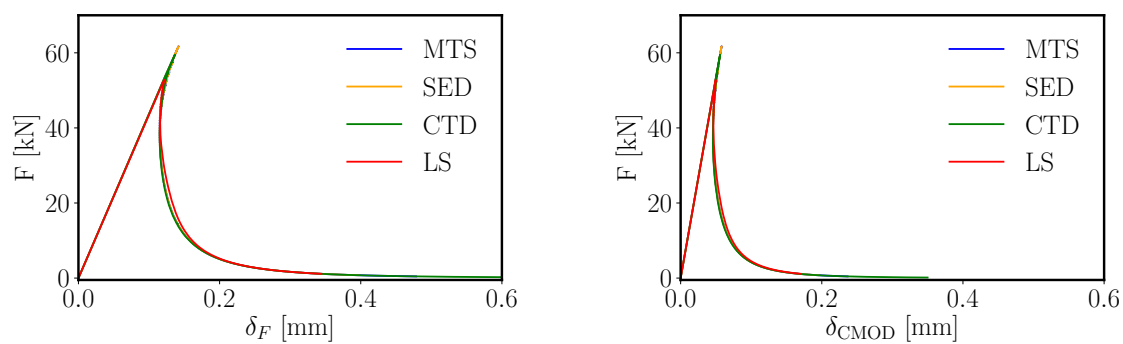 60
40
20
0
F [kN]
MTS
SED
CTD
LS
0.0 0.2 0.4 0.6
δ_F [mm]
60
40
20
0
F [kN]
MTS
SED
CTD
LS
0.0 0.2 0.4 0.6
δ_CMOD [mm]